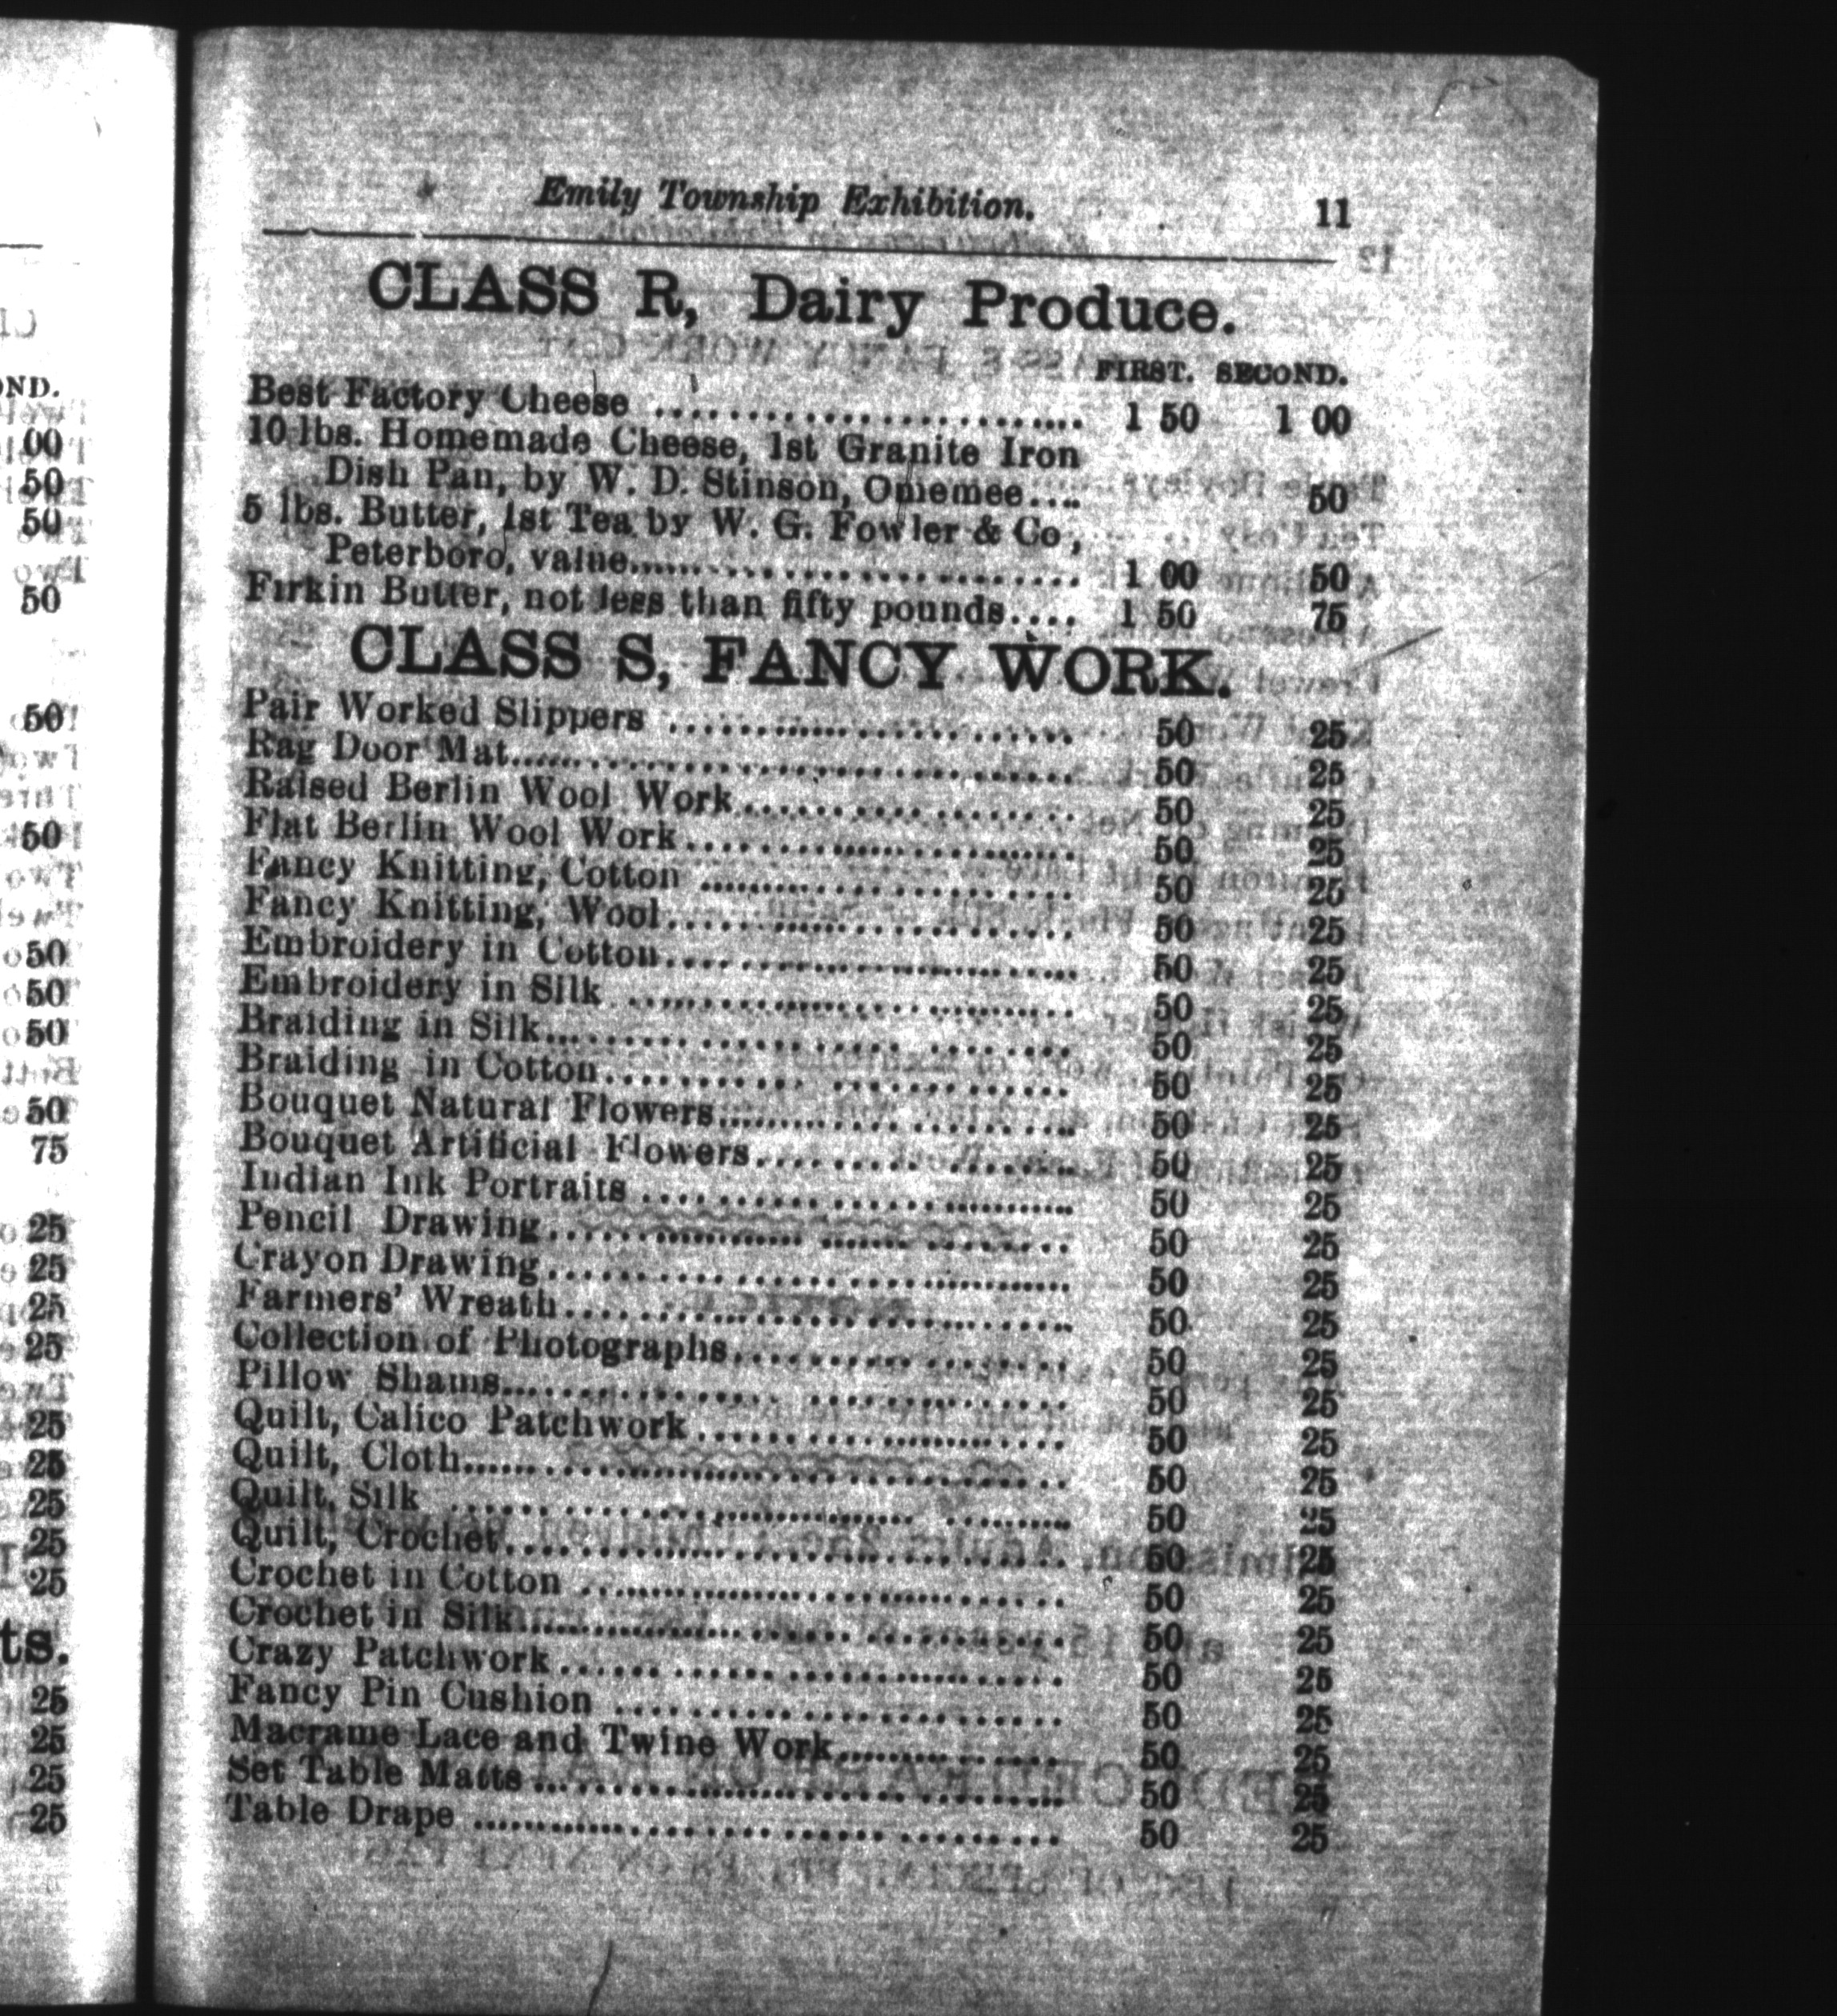 Emily Township Exhibition. 11
CLASS R, Dairy Produce.
FIRST. SECOND.
Best Factory Cheese ........................ 1 50 1 00
10 lbs. Homemade Cheese, 1st Granite Iron
Dish Pan, by W. D. Stinson, Omemee.... 50
5 lbs. Butter, 1st Tea by W. G. Fowler & Co,
Peterboro, value............................ 1 00 50
Firkin Butter, not less than fifty pounds.... 1 50 75
CLASS S, FANCY WORK.
Pair Worked Slippers ........................ 50 25
Rag Door Mat........................ 50 25
Raised Berlin Wool Work........................ 50 25
Flat Berlin Wool Work........................ 50 25
Fancy Knitting, Cotton ........................ 50 25
Fancy Knitting, Wool........................ 50 25
Embroidery in Cotton........................ 50 25
Embroidery in Silk ........................ 50 25
Braiding in Silk........................ 50 25
Braiding in Cotton........................ 50 25
Bouquet Natural Flowers........................ 50 25
Bouquet Artificial Flowers........................ 50 25
Indian Ink Portraits ........................ 50 25
Pencil Drawing........................ 50 25
Crayon Drawing........................ 50 25
Farmers' Wreath........................ 50 25
Collection of Photographs........................ 50 25
Pillow Shams........................ 50 25
Quilt, Calico Patchwork........................ 50 25
Quilt, Cloth........................ 50 25
Quilt, Silk ........................ 50 25
Quilt, Crochet........................ 50 25
Crochet in Cotton ........................ 50 25
Crochet in Silk........................ 50 25
Crazy Patchwork........................ 50 25
Fancy Pin Cushion ........................ 50 25
Macrame Lace and Twine Work........................ 50 25
Set Table Matts........................ 50 25
Table Drape ........................ 50 25